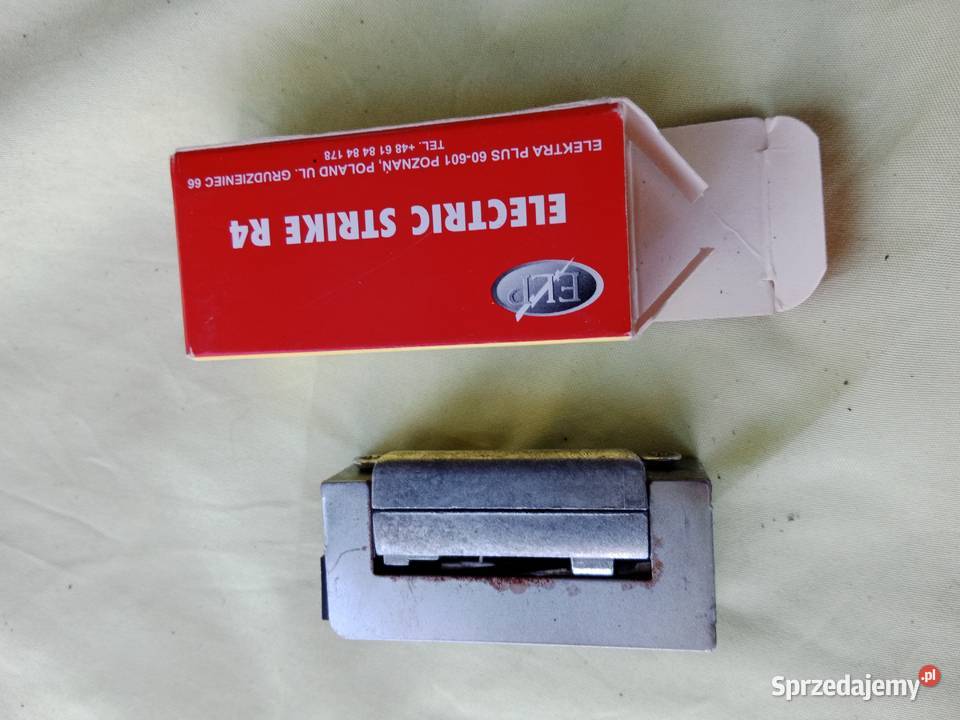 ELP
ELECTRIC STRIKE R4
ELEKTRA PLUS 60-601 POZNAŃ, POLAND UL. GRUDZIENIEC 66
TEL. +48 61 84 84 178
Sprzedajemy.pl